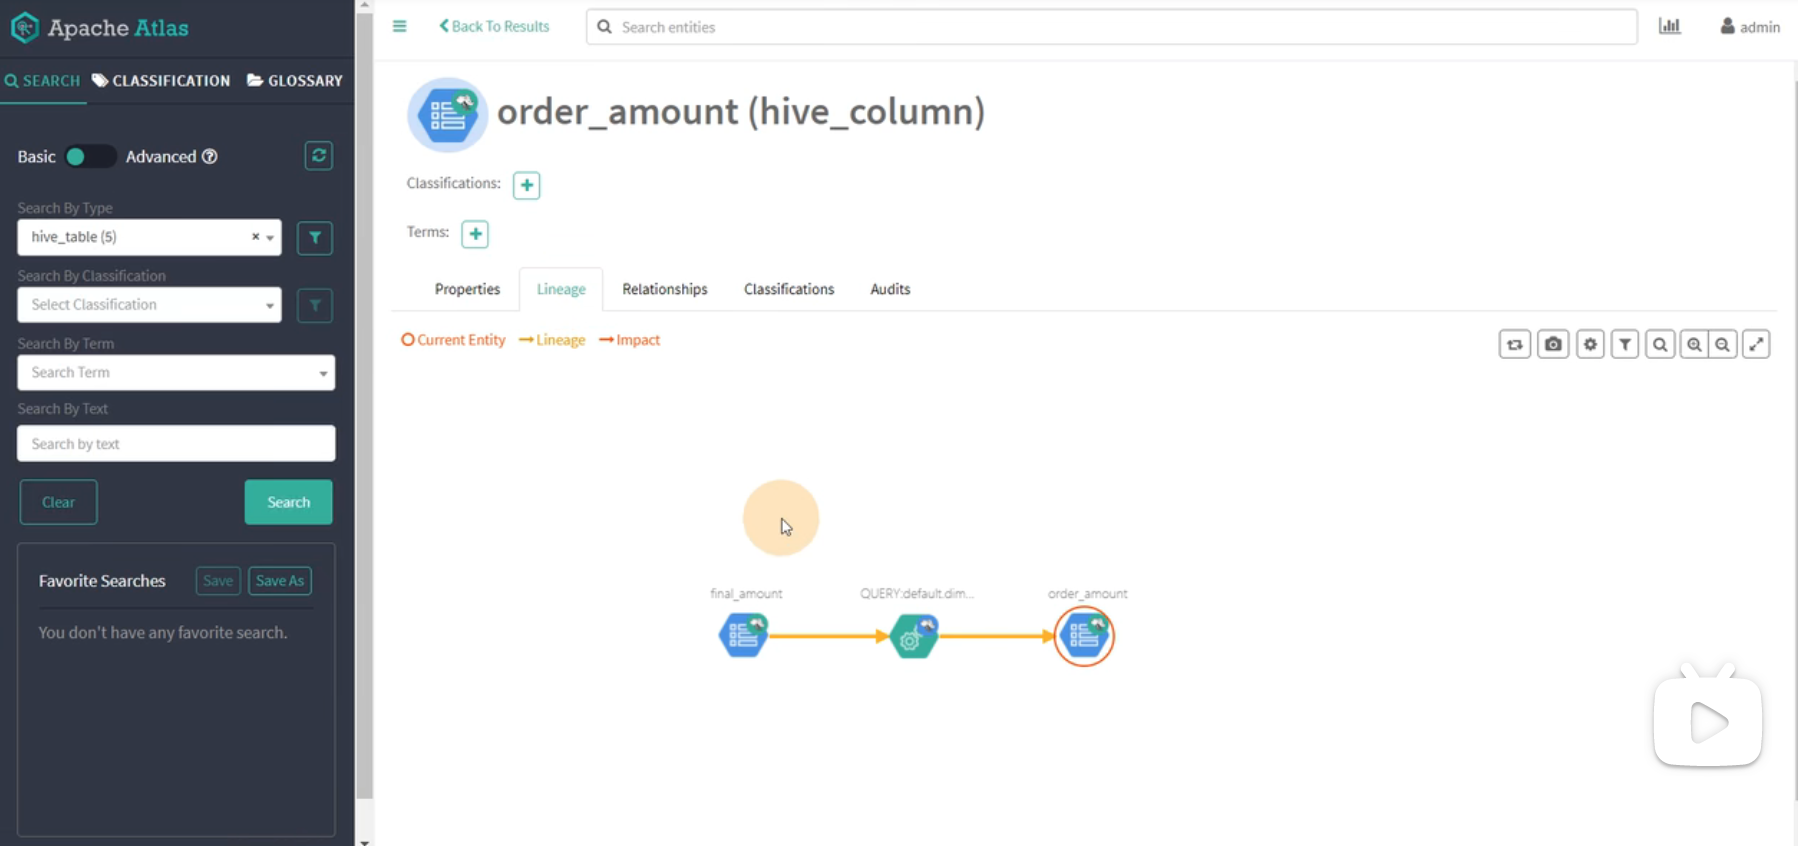 Apache Atlas
SEARCH CLASSIFICATION GLOSSARY
Basic Advanced
Search By Type
hive_table (5)
Search By Classification
Select Classification
Search By Term
Search Term
Search By Text
Search by text
Clear Search
Favorite Searches Save Save As
You don't have any favorite search.
Back To Results Search entities admin
order_amount (hive_column)
Classifications:
Terms:
Properties Lineage Relationships Classifications Audits
Current Entity Lineage Impact
final_amount QUERY:default.dim... order_amount